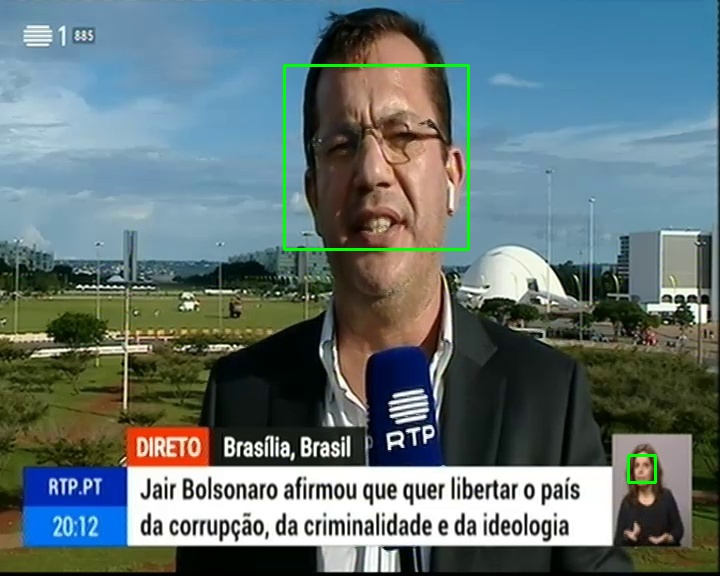 1 885
RTP
DIRETO Brasília, Brasil
RTP.PT
20:12
Jair Bolsonaro afirmou que quer libertar o país
da corrupção, da criminalidade e da ideologia